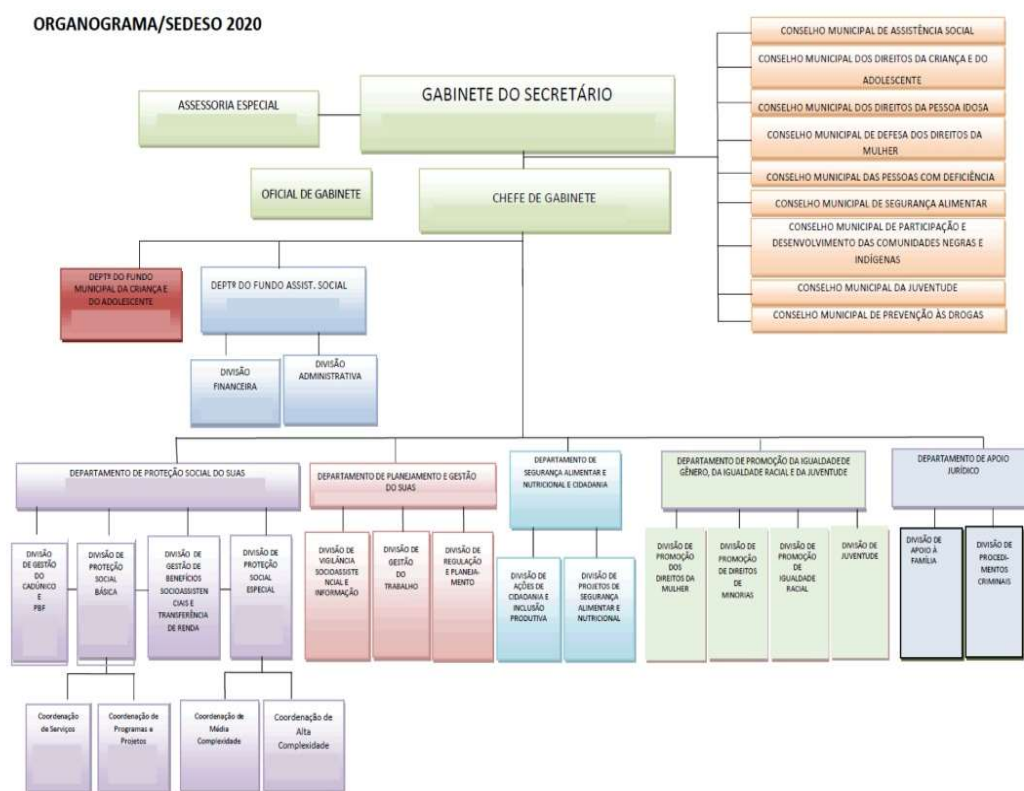 ORGANOGRAMA/SEDESO 2020
GABINETE DO SECRETÁRIO
ASSESSORIA ESPECIAL
OFICIAL DE GABINETE
CHEFE DE GABINETE
CONSELHO MUNICIPAL DE ASSISTÊNCIA SOCIAL
CONSELHO MUNICIPAL DOS DIREITOS DA CRIANÇA E DO
ADOLESCENTE
CONSELHO MUNICIPAL DOS DIREITOS DA PESSOA IDOSA
CONSELHO MUNICIPAL DE DEFESA DOS DIREITOS DA
MULHER
CONSELHO MUNICIPAL DAS PESSOAS COM DEFICIÊNCIA
CONSELHO MUNICIPAL DE SEGURANÇA ALIMENTAR
CONSELHO MUNICIPAL DE PARTICIPAÇÃO E
DESENVOLVIMENTO DAS COMUNIDADES NEGRAS E
INDÍGENAS
CONSELHO MUNICIPAL DA JUVENTUDE
CONSELHO MUNICIPAL DE PREVENÇÃO ÀS DROGAS
DEPTº DO FUNDO
MUNICIPAL DA CRIANÇA E
DO ADOLESCENTE
DEPTº DO FUNDO ASSIST. SOCIAL
DIVISÃO
FINANCEIRA
DIVISÃO
ADMINISTRATIVA
DEPARTAMENTO DE PROTEÇÃO SOCIAL DO SUAS
DEPARTAMENTO DE PLANEJAMENTO E GESTÃO
DO SUAS
DEPARTAMENTO DE
SEGURANÇA ALIMENTAR E
NUTRICIONAL E CIDADANIA
DEPARTAMENTO DE PROMOÇÃO DA IGUALDADEDE
GÊNERO, DA IGUALDADE RACIAL E DA JUVENTUDE
DEPARTAMENTO DE APOIO
JURÍDICO
DIVISÃO
DE GESTÃO
DO
CADÚNICO
E
PBF
DIVISÃO DE
PROTEÇÃO
SOCIAL
BÁSICA
DIVISÃO DE
GESTÃO DE
BENEFÍCIOS
SOCIOASSISTEN
CIAIS E
TRANSFERÊNCIA
DE RENDA
DIVISÃO DE
PROTEÇÃO
SOCIAL
ESPECIAL
DIVISÃO DE
VIGILÂNCIA
SOCIOASSISTE
NCIAL E
INFORMAÇÃO
DIVISÃO DE
GESTÃO
DO
TRABALHO
DIVISÃO DE
REGULAÇÃO
E PLANEJA-
MENTO
DIVISÃO DE
AÇÕES DE
CIDADANIA E
INCLUSÃO
PRODUTIVA
DIVISÃO DE
PROJETOS DE
SEGURANÇA
ALIMENTAR E
NUTRICIONAL
DIVISÃO DE
PROMOÇÃO
DOS
DIREITOS DA
MULHER
DIVISÃO DE
PROMOÇÃO
DE DIREITOS
DE
MINORIAS
DIVISÃO DE
PROMOÇÃO
DE
IGUALDADE
RACIAL
DIVISÃO DE
JUVENTUDE
DIVISÃO DE
APOIO À
FAMÍLIA
DIVISÃO DE
PROCEDI-
MENTOS
CRIMINAIS
Coordenação
de Serviços
Coordenação de
Programas e
Projetos
Coordenação de
Média
Complexidade
Coordenação de
Alta
Complexidade